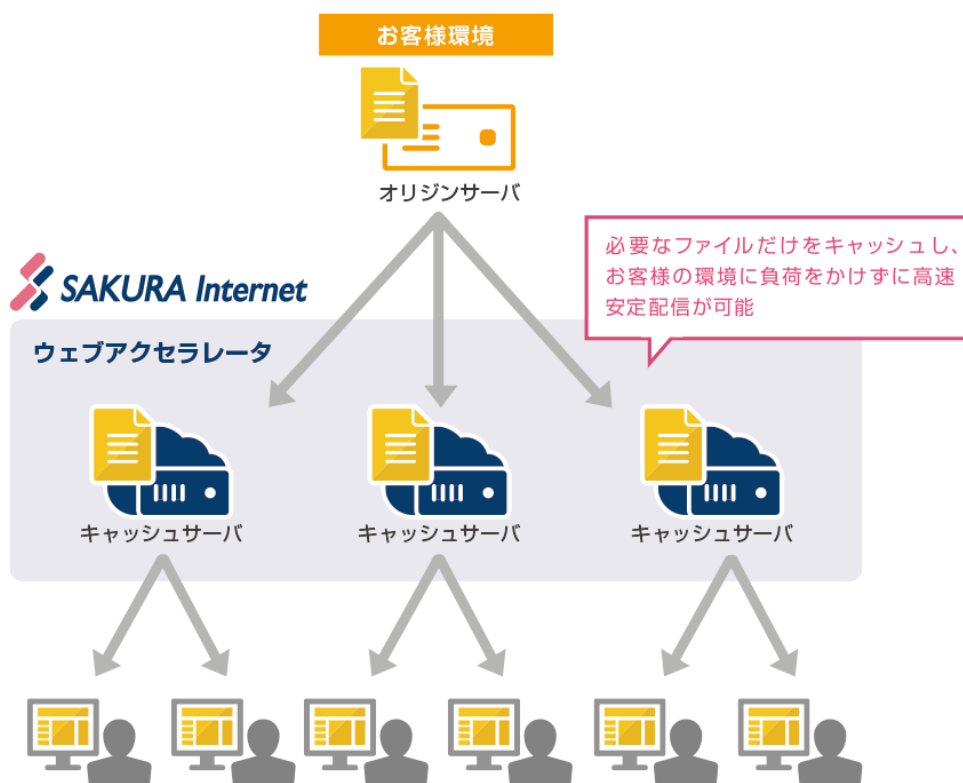 お客様環境
オリジンサーバ
必要なファイルだけをキャッシュし、
お客様の環境に負荷をかけずに高速
安定配信が可能
SAKURA Internet
ウェブアクセラレータ
キャッシュサーバ
キャッシュサーバ
キャッシュサーバ